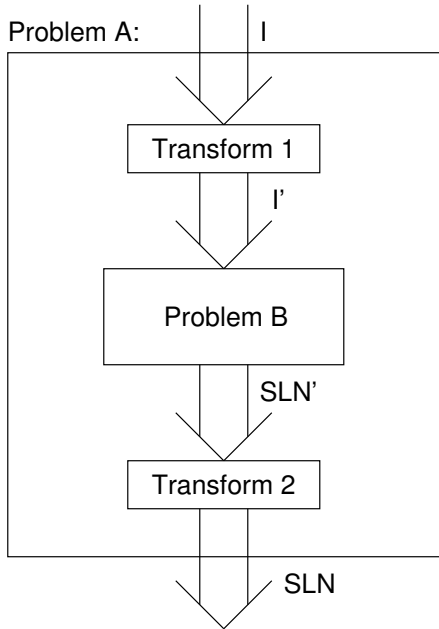 Problem A:
I
Transform 1
I'
Problem B
SLN'
Transform 2
SLN